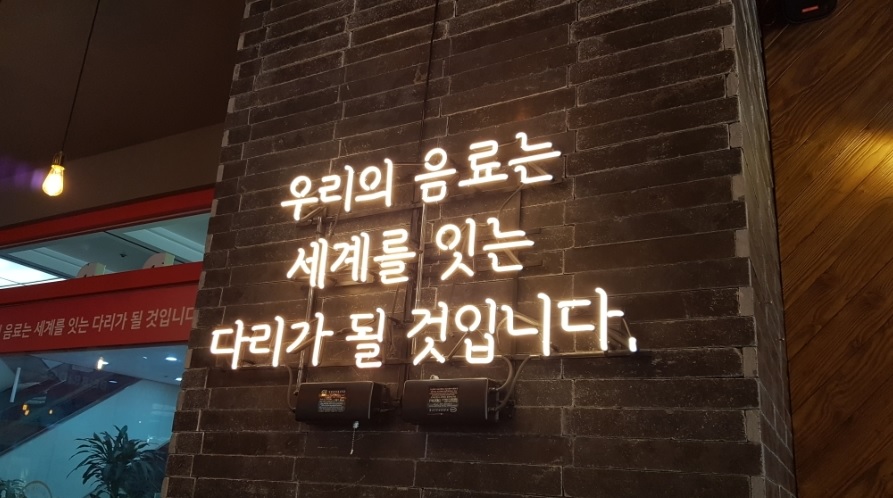 우리의 음료는
세계를 잇는
다리가 될 것입니다.
음료는 세계를 잇는 다리가 될 것입니다